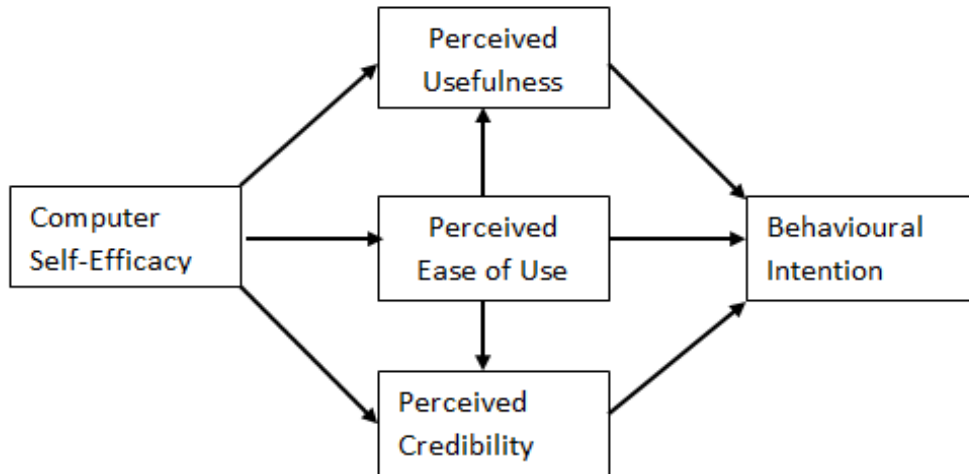 Perceived
Usefulness
Computer
Self-Efficacy
Perceived
Ease of Use
Behavioural
Intention
Perceived
Credibility